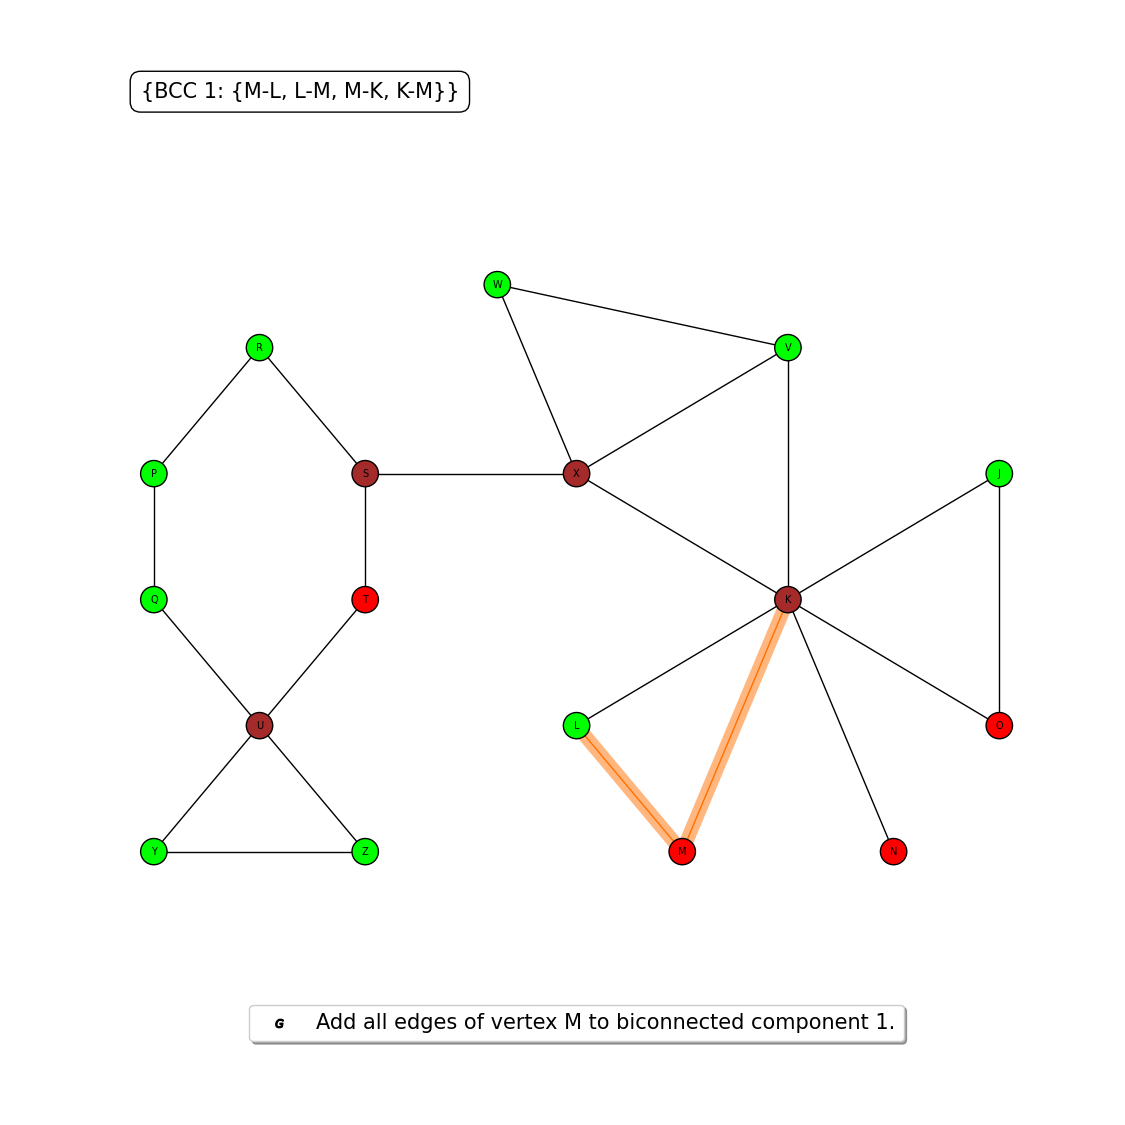 {BCC 1: {M-L, L-M, M-K, K-M}}
W
R
V
P
S
X
J
Q
T
K
U
L
O
Y
Z
M
N
G Add all edges of vertex M to biconnected component 1.